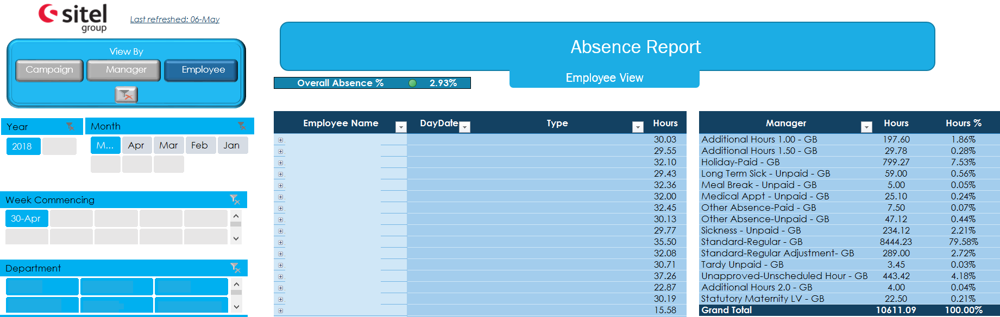 sitel
group
Last refreshed: 06-May
View By
Campaign
Manager
Employee
Absence Report
Employee View
Overall Absence %
2.93%
Year
2018
Month
M...
Apr
Mar
Feb
Jan
Week Commencing
30-Apr
Department
Employee Name DayDate Type Hours
30.03
29.55
32.10
29.43
32.36
32.00
32.45
30.13
29.77
35.50
32.08
30.71
37.26
22.87
30.19
15.58
Manager Hours Hours %
Additional Hours 1.00 - GB 197.60 1.86%
Additional Hours 1.50 - GB 29.78 0.28%
Holiday-Paid - GB 799.27 7.53%
Long Term Sick - Unpaid - GB 59.00 0.56%
Meal Break - Unpaid - GB 5.00 0.05%
Medical Appt - Unpaid - GB 25.10 0.24%
Other Absence-Paid - GB 7.50 0.07%
Other Absence-Unpaid - GB 47.12 0.44%
Sickness - Unpaid - GB 234.12 2.21%
Standard-Regular - GB 8444.23 79.58%
Standard-Regular Adjustment- GB 289.00 2.72%
Tardy Unpaid - GB 3.45 0.03%
Unapproved-Unscheduled Hour - GB 443.42 4.18%
Additional Hours 2.0 - GB 4.00 0.04%
Statutory Maternity LV - GB 22.50 0.21%
Grand Total 10611.09 100.00%